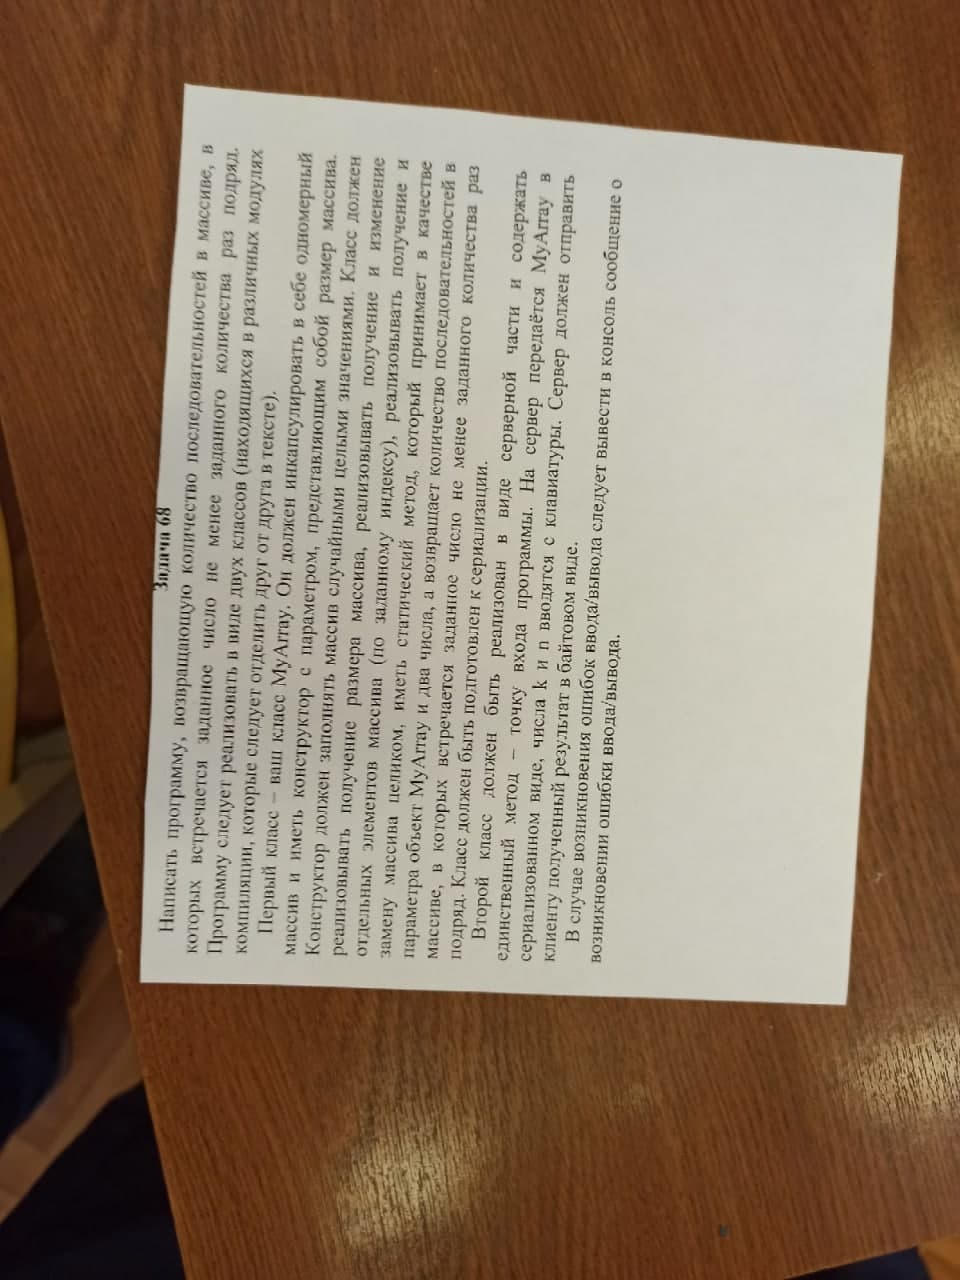 Задача 68
Написать программу, возвращающую количество последовательностей в массиве, в
которых встречается заданное число не менее заданного количества раз подряд.
Программу следует реализовать в виде двух классов (находящихся в различных модулях
компиляции, которые следует отделить друг от друга в тексте).
Первый класс – ваш класс MyArray. Он должен инкапсулировать в себе одномерный
массив и иметь конструктор с параметром, представляющим собой размер массива.
Конструктор должен заполнять массив случайными целыми значениями. Класс должен
реализовывать получение размера массива, реализовывать получение и изменение
отдельных элементов массива (по заданному индексу), реализовывать получение и
замену массива целиком, иметь статический метод, который принимает в качестве
параметра объект MyArray и два числа, а возвращает количество последовательностей в
массиве, в которых встречается заданное число не менее заданного количества раз
подряд. Класс должен быть подготовлен к сериализации.
Второй класс должен быть реализован в виде серверной части и содержать
единственный метод – точку входа программы. На сервер передаётся MyArray в
сериализованном виде, числа k и n вводятся с клавиатуры. Сервер должен отправить
клиенту полученный результат в байтовом виде.
В случае возникновения ошибок ввода/вывода следует вывести в консоль сообщение о
возникновении ошибки ввода/вывода.